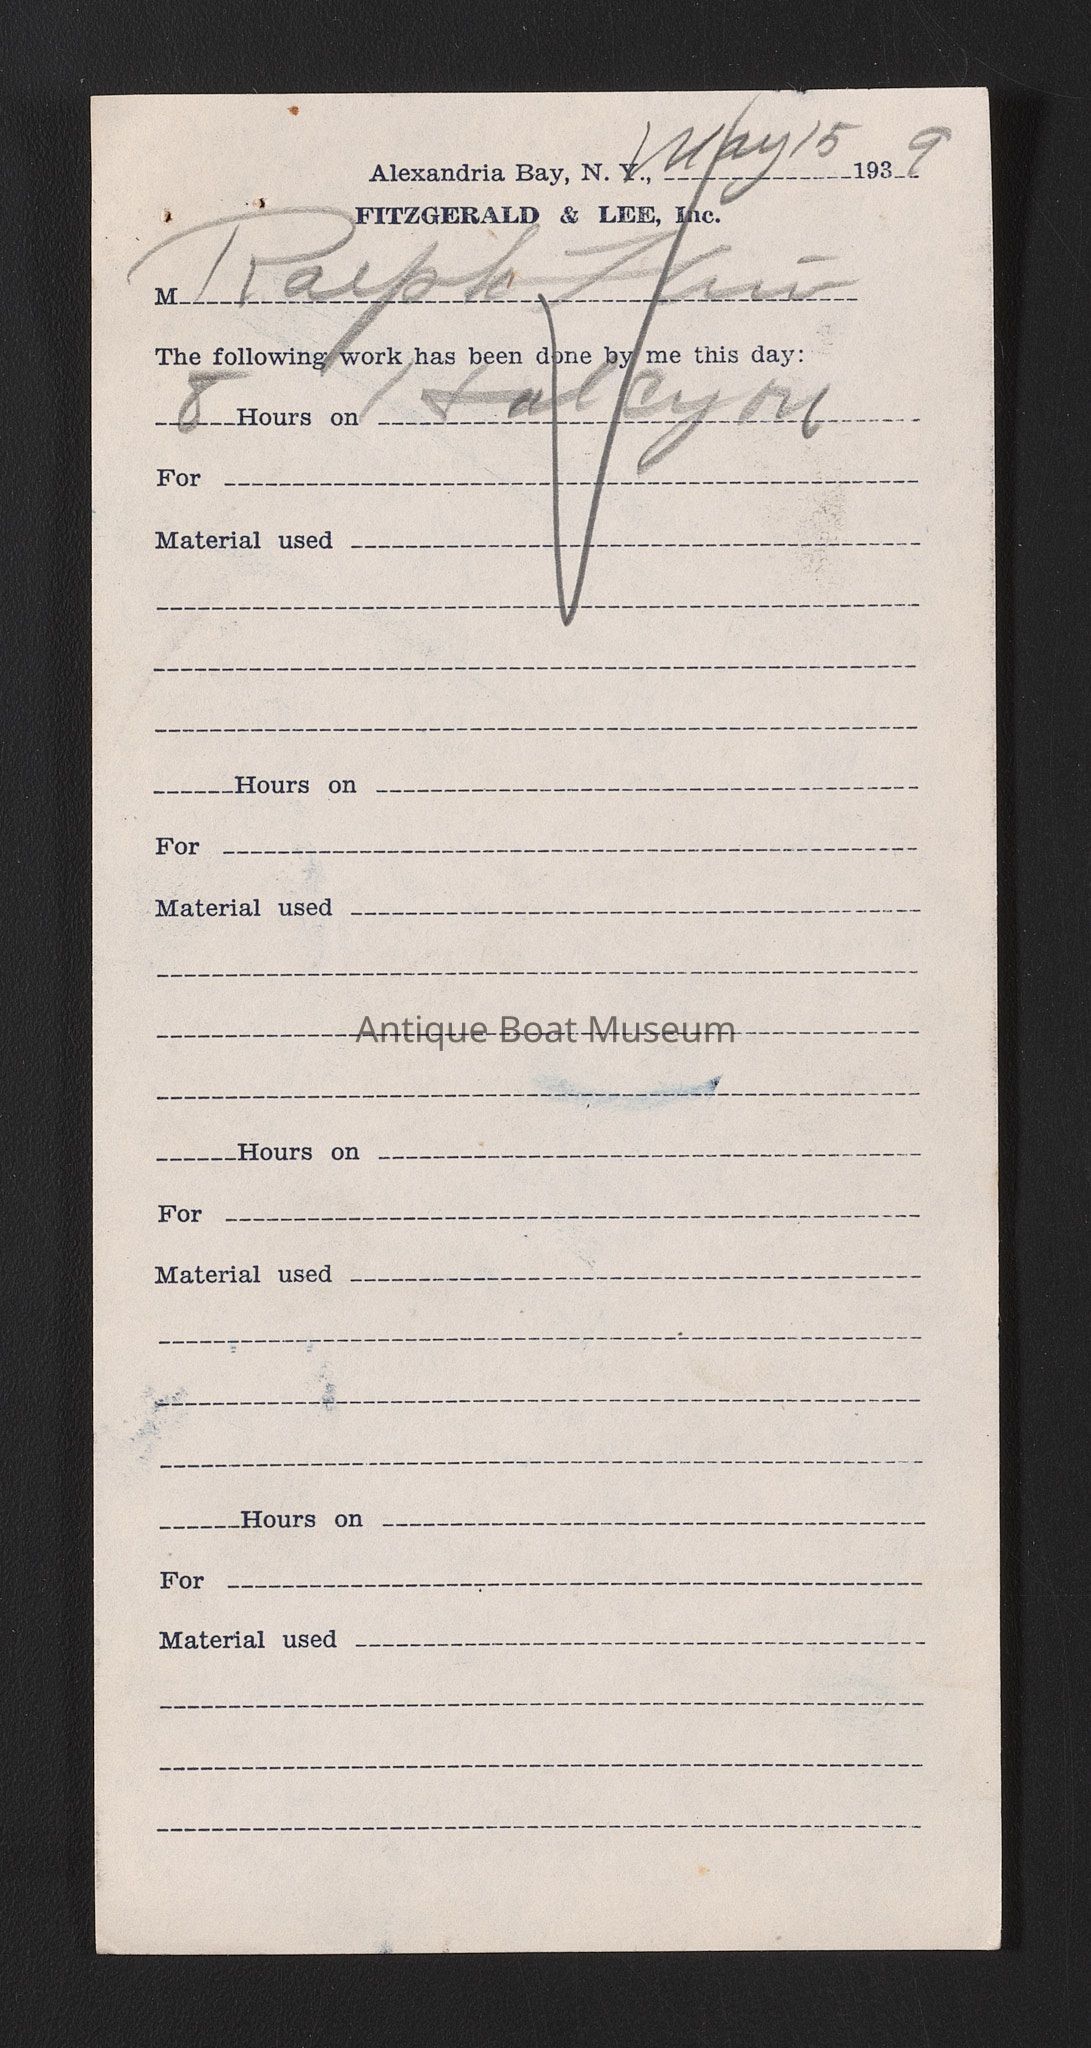 Alexandria Bay, N. Y., May 15 1939
FITZGERALD & LEE, Inc.
M Ralph
The following work has been done by me this day:
8 Hours on Halcyon
For
Material used
Hours on
For
Material used
Antique Boat Museum
Hours on
For
Material used
Hours on
For
Material used